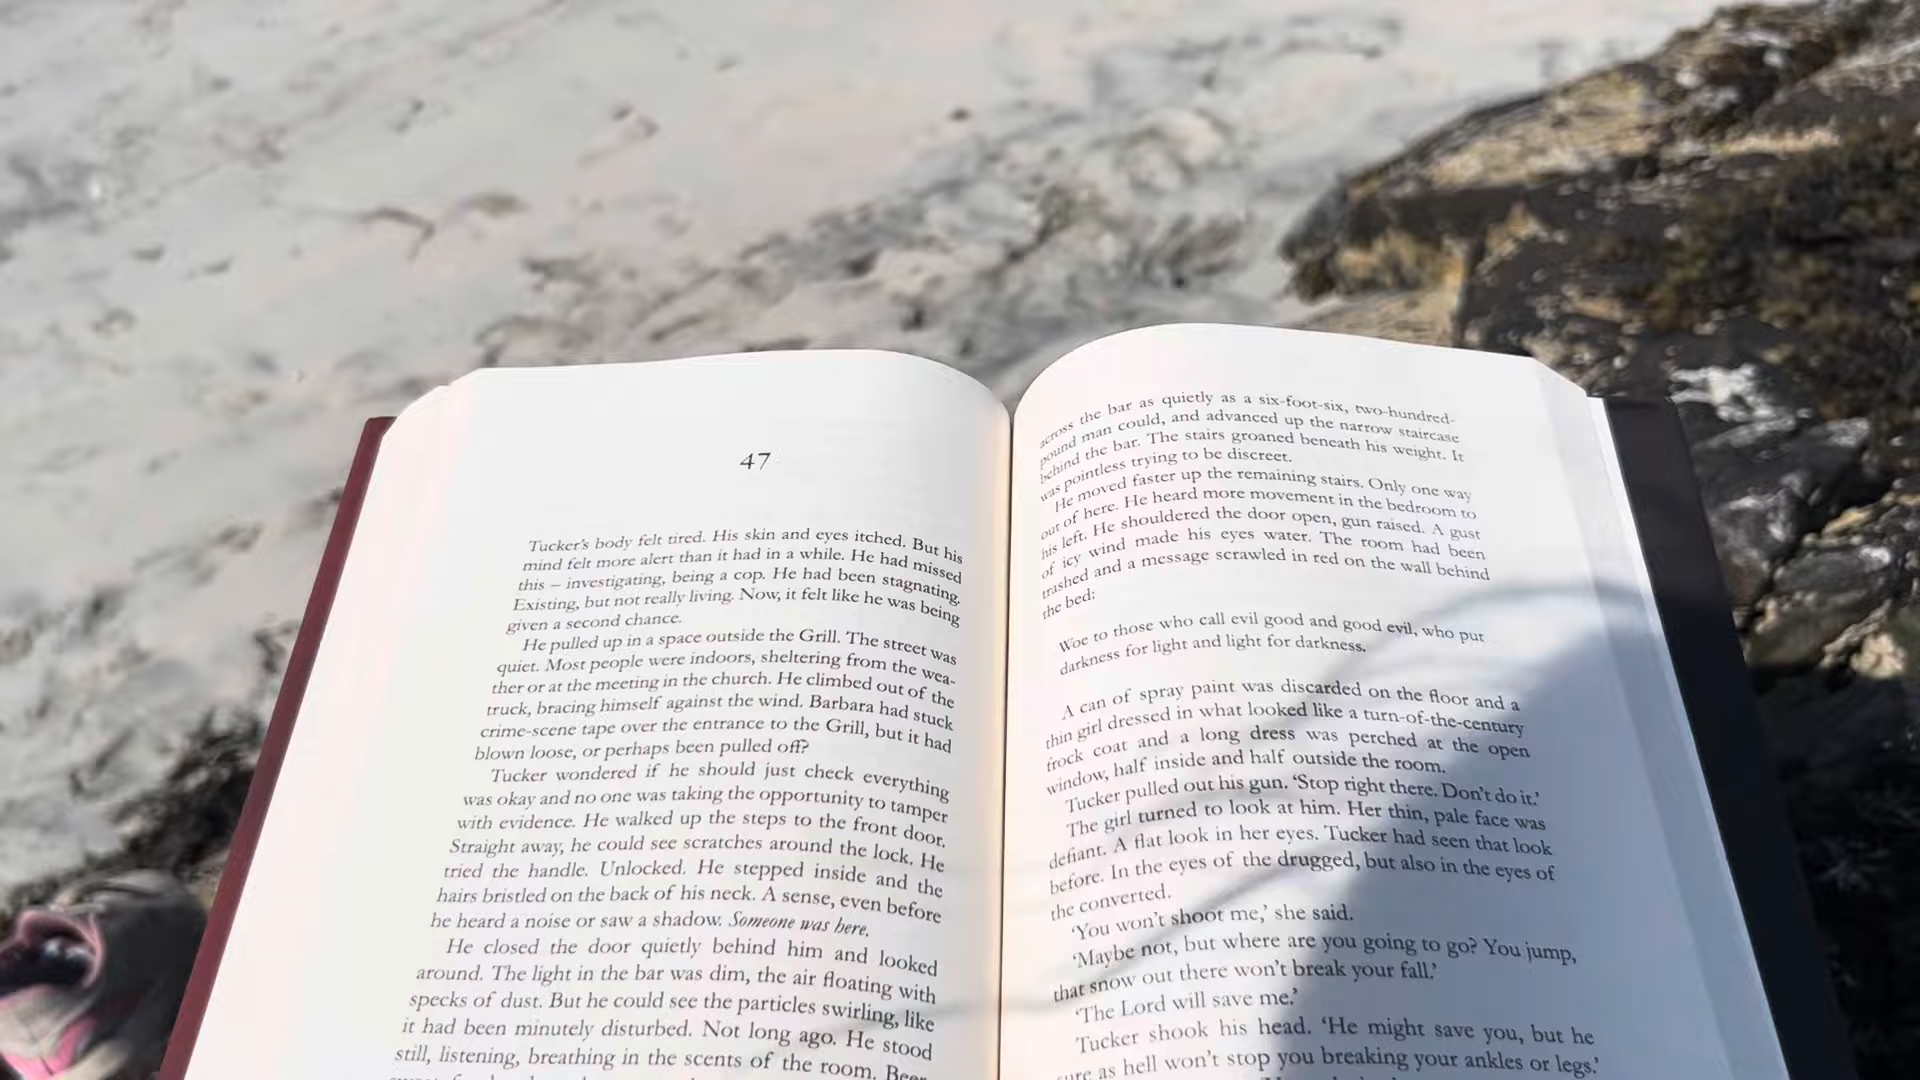 47
Tucker's body felt tired. His skin and eyes itched. But his
mind felt more alert than it had in a while. He had missed
this – investigating, being a cop. He had been stagnating.
Existing, but not really living. Now, it felt like he was being
given a second chance.
He pulled up in a space outside the Grill. The street was
quiet. Most people were indoors, sheltering from the wea-
ther or at the meeting in the church. He climbed out of the
truck, bracing himself against the wind. Barbara had stuck
crime-scene tape over the entrance to the Grill, but it had
blown loose, or perhaps been pulled off?
Tucker wondered if he should just check everything
was okay and no one was taking the opportunity to tamper
with evidence. He walked up the steps to the front door.
Straight away, he could see scratches around the lock. He
tried the handle. Unlocked. He stepped inside and the
hairs bristled on the back of his neck. A sense, even before
he heard a noise or saw a shadow. Someone was here.
He closed the door quietly behind him and looked
around. The light in the bar was dim, the air floating with
specks of dust. But he could see the particles swirling, like
it had been minutely disturbed. Not long ago. He stood
still, listening, breathing in the scents of the room. Beer,
across the bar as quietly as a six-foot-six, two-hundred-
pound man could, and advanced up the narrow staircase
behind the bar. The stairs groaned beneath his weight. It
was pointless trying to be discreet.
He moved faster up the remaining stairs. Only one way
out of here. He heard more movement in the bedroom to
his left. He shouldered the door open, gun raised. A gust
of icy wind made his eyes water. The room had been
trashed and a message scrawled in red on the wall behind
the bed:
Woe to those who call evil good and good evil, who put
darkness for light and light for darkness.
A can of spray paint was discarded on the floor and a
thin girl dressed in what looked like a turn-of-the-century
frock coat and a long dress was perched at the open
window, half inside and half outside the room.
Tucker pulled out his gun. 'Stop right there. Don't do it.'
The girl turned to look at him. Her thin, pale face was
defiant. A flat look in her eyes. Tucker had seen that look
before. In the eyes of the drugged, but also in the eyes of
the converted.
'You won't shoot me,' she said.
'Maybe not, but where are you going to go? You jump,
that snow out there won't break your fall.'
'The Lord will save me.'
Tucker shook his head. 'He might save you, but he
sure as hell won't stop you breaking your ankles or legs.'